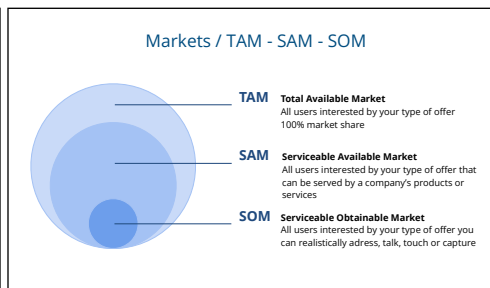 Markets / TAM - SAM - SOM
TAM
Total Available Market
All users interested by your type of offer
100% market share
SAM
Serviceable Available Market
All users interested by your type of offer that
can be served by a company's products or
services
SOM
Serviceable Obtainable Market
All users interested by your type of offer you
can realistically adress, talk, touch or capture